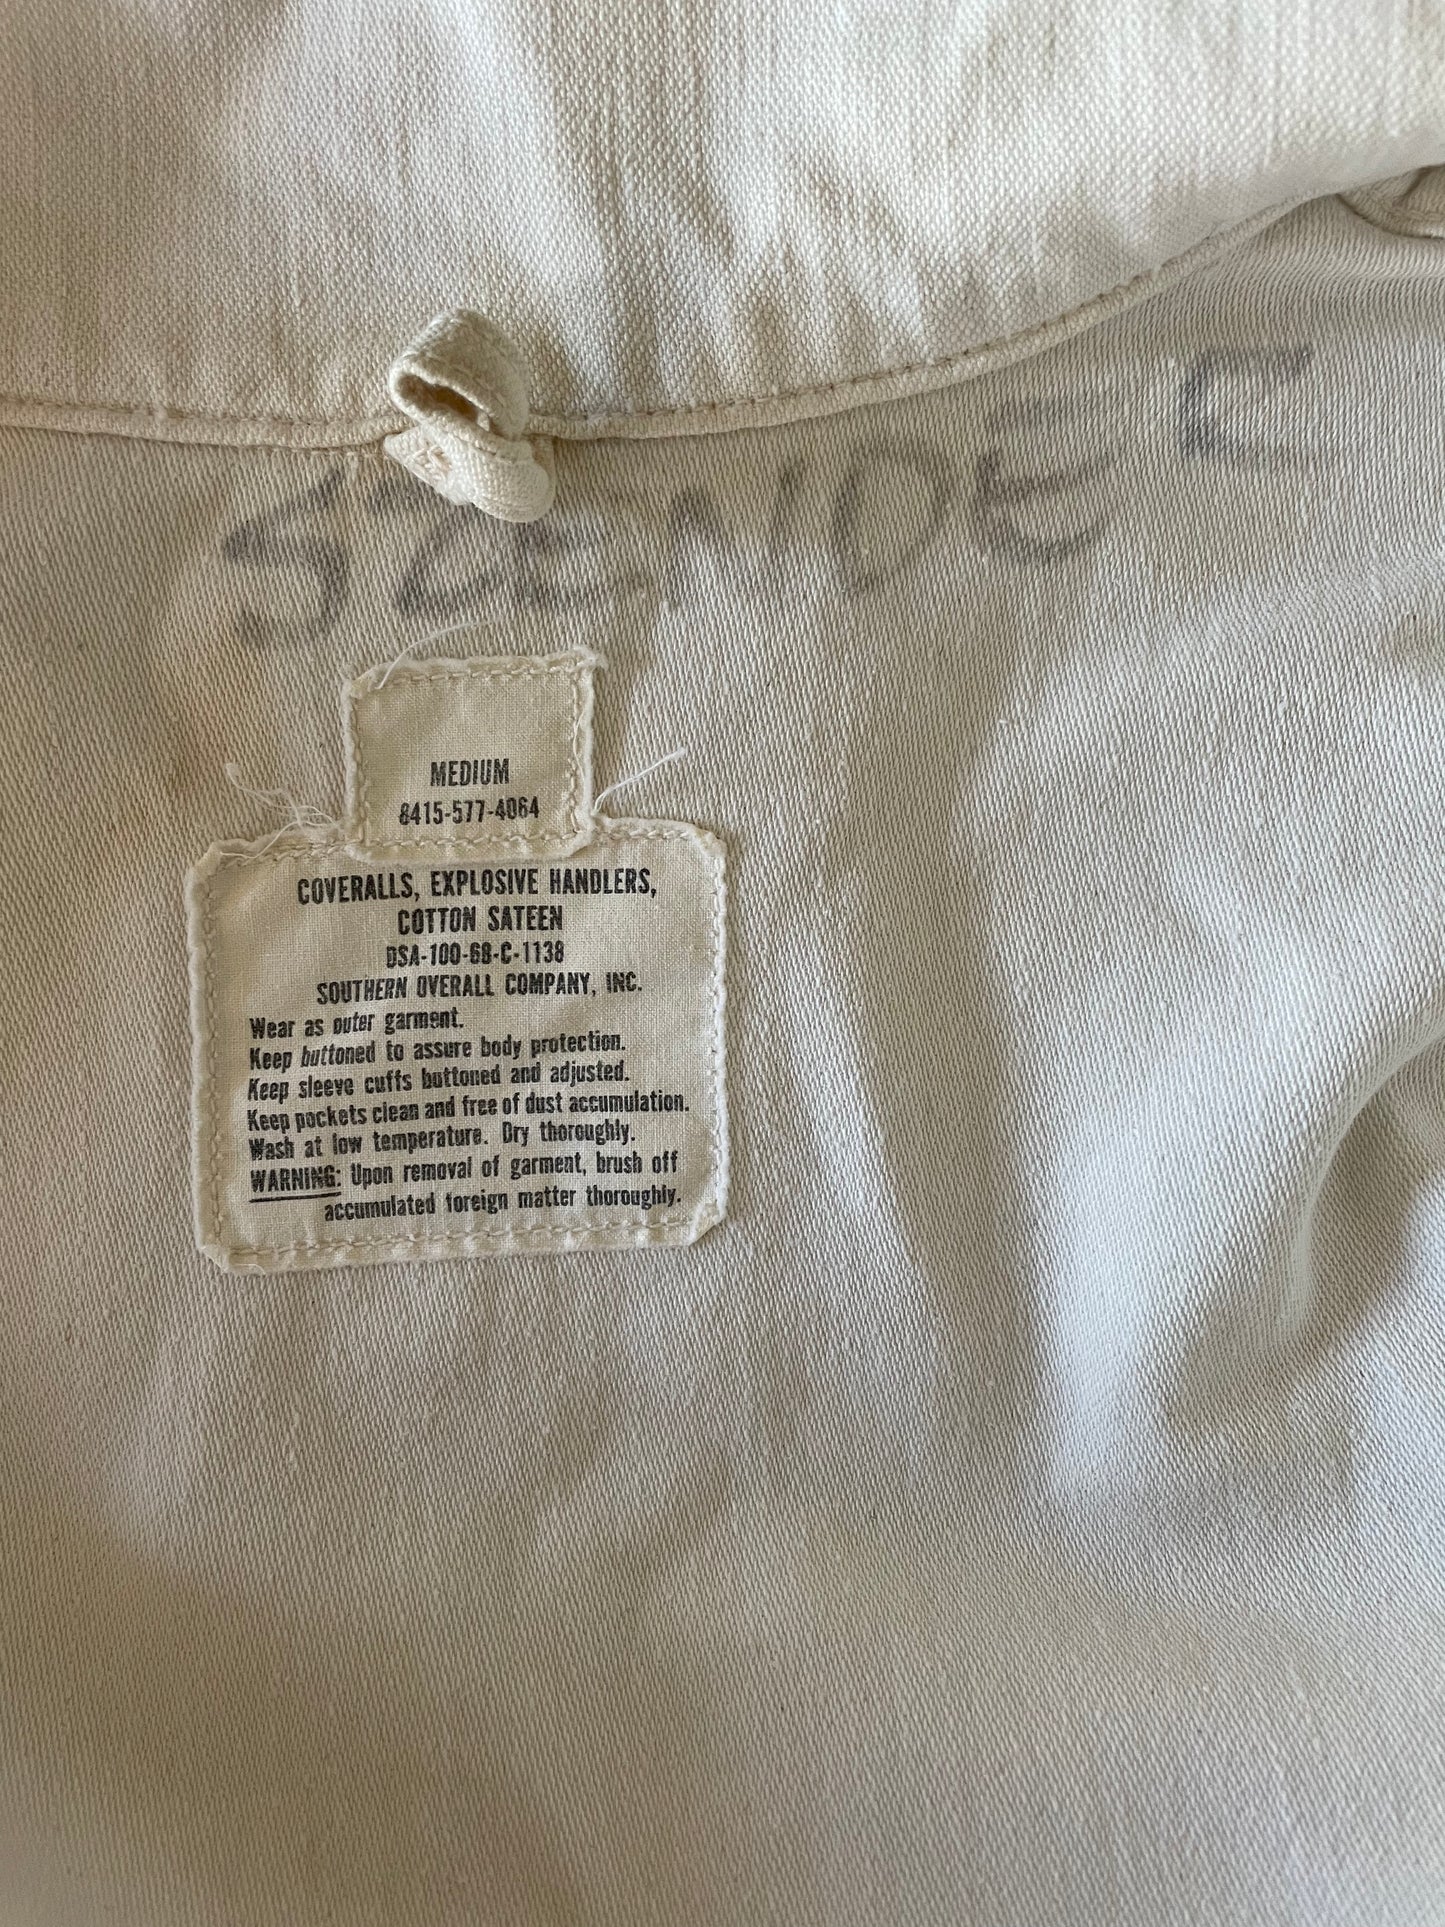 SZENDE E
MEDIUM
8415-577-4064
COVERALLS, EXPLOSIVE HANDLERS,
COTTON SATEEN
DSA-100-68-C-1138
SOUTHERN OVERALL COMPANY, INC.
Wear as outer garment.
Keep buttoned to assure body protection.
Keep sleeve cuffs buttoned and adjusted.
Keep pockets clean and free of dust accumulation.
Wash at low temperature. Dry thoroughly.
WARNING: Upon removal of garment, brush off
accumulated foreign matter thoroughly.